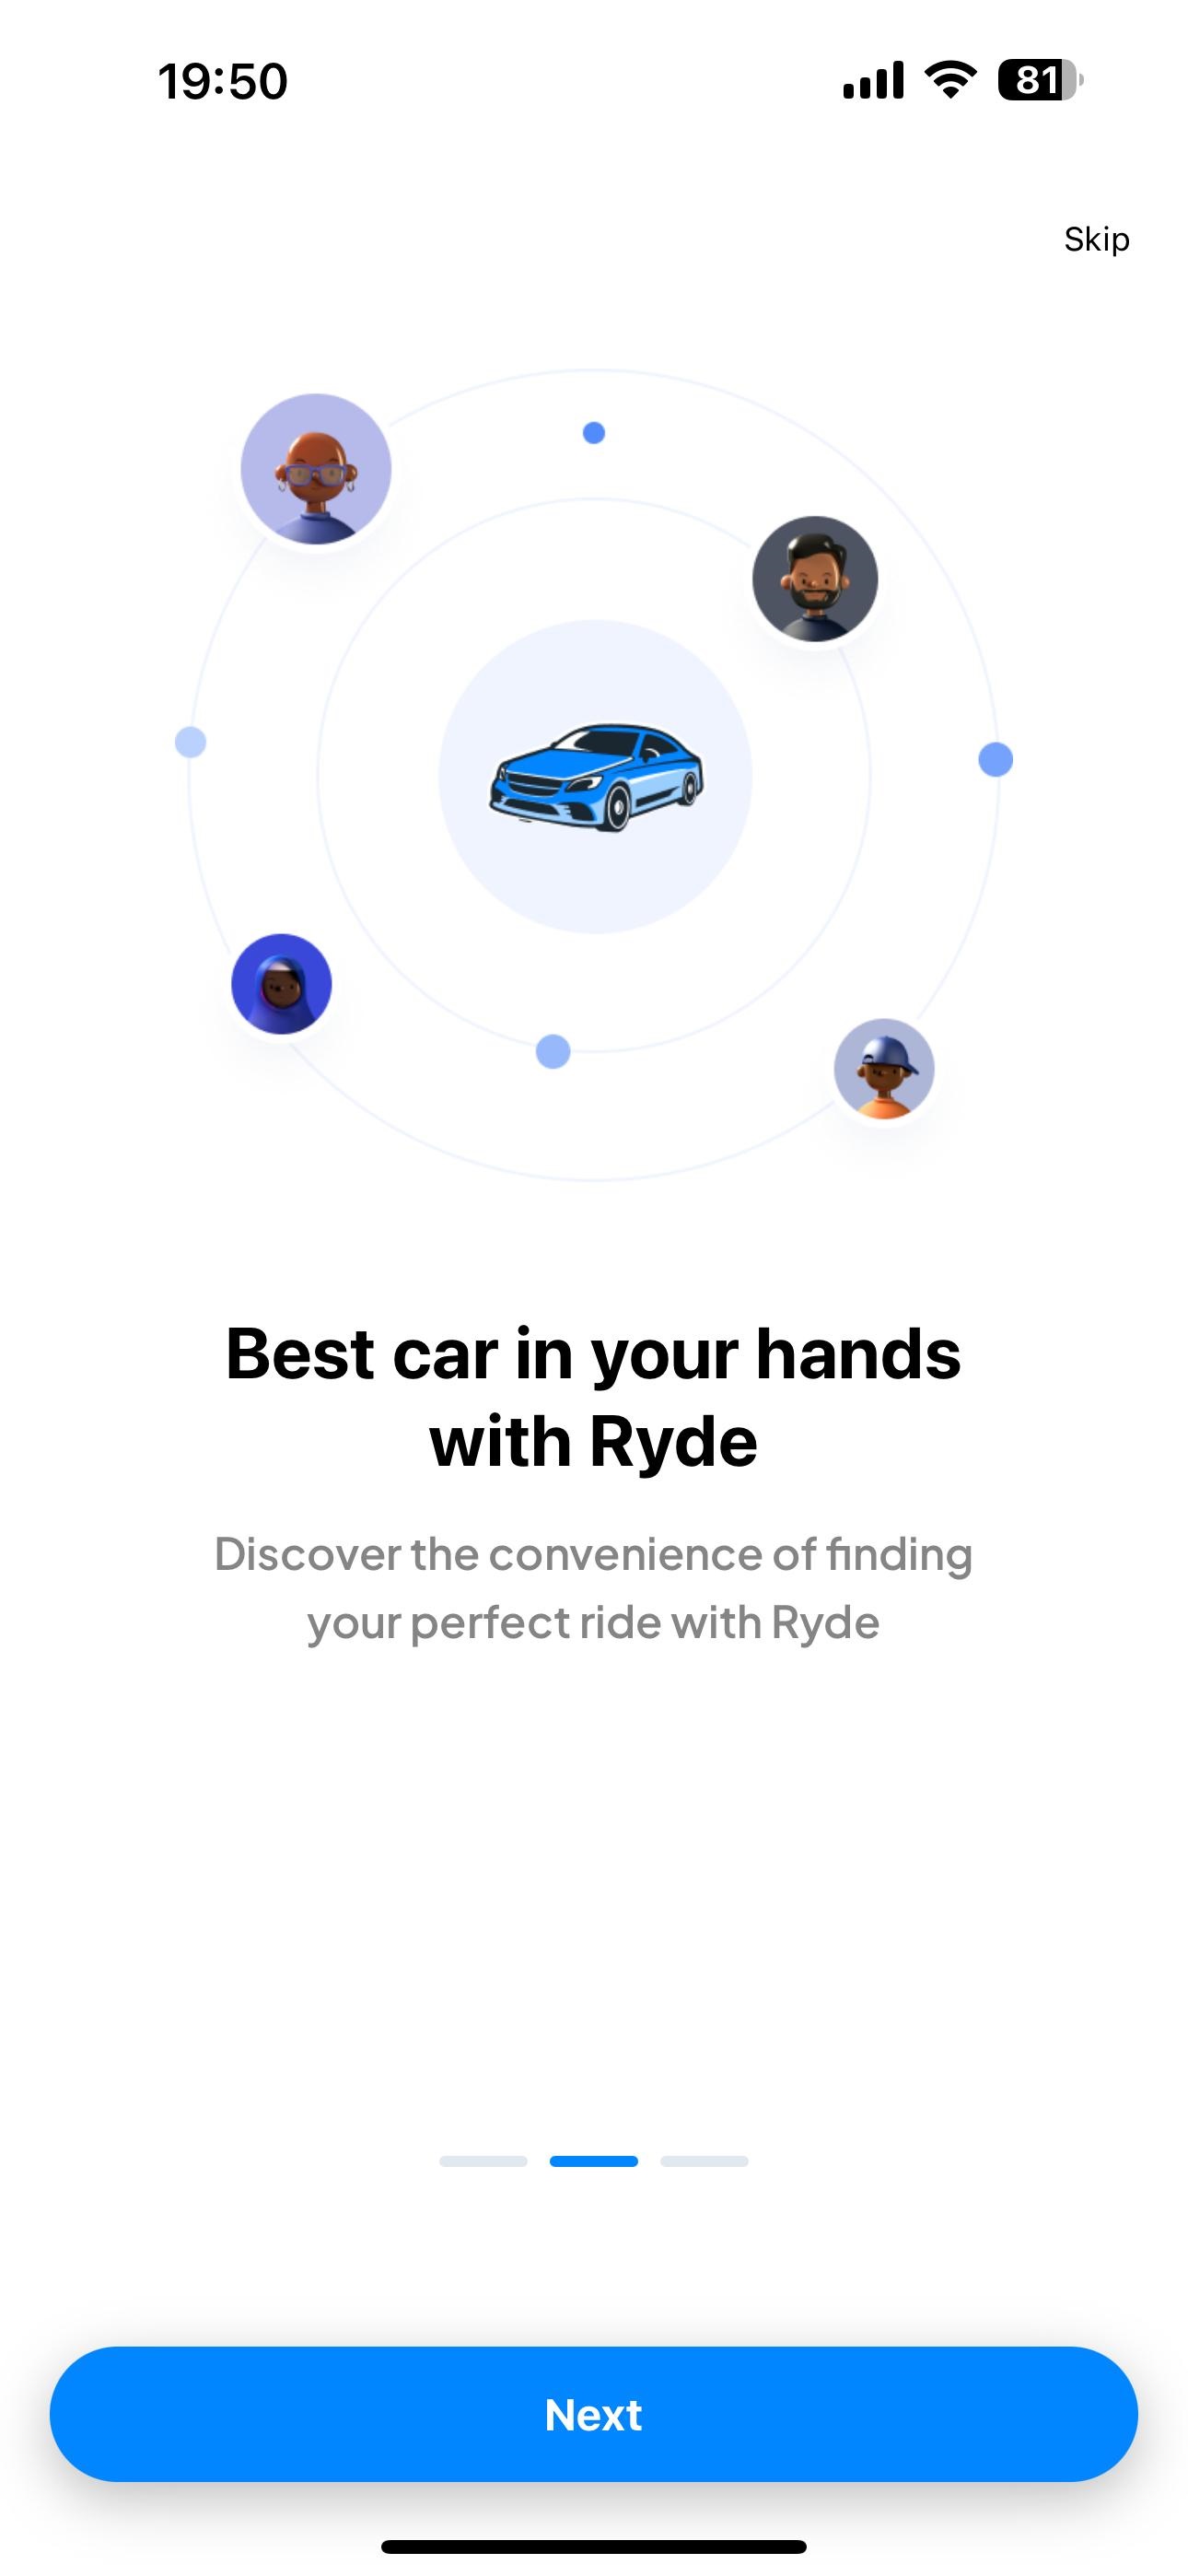 19:50
81
Skip
Best car in your hands
with Ryde
Discover the convenience of finding
your perfect ride with Ryde
Next